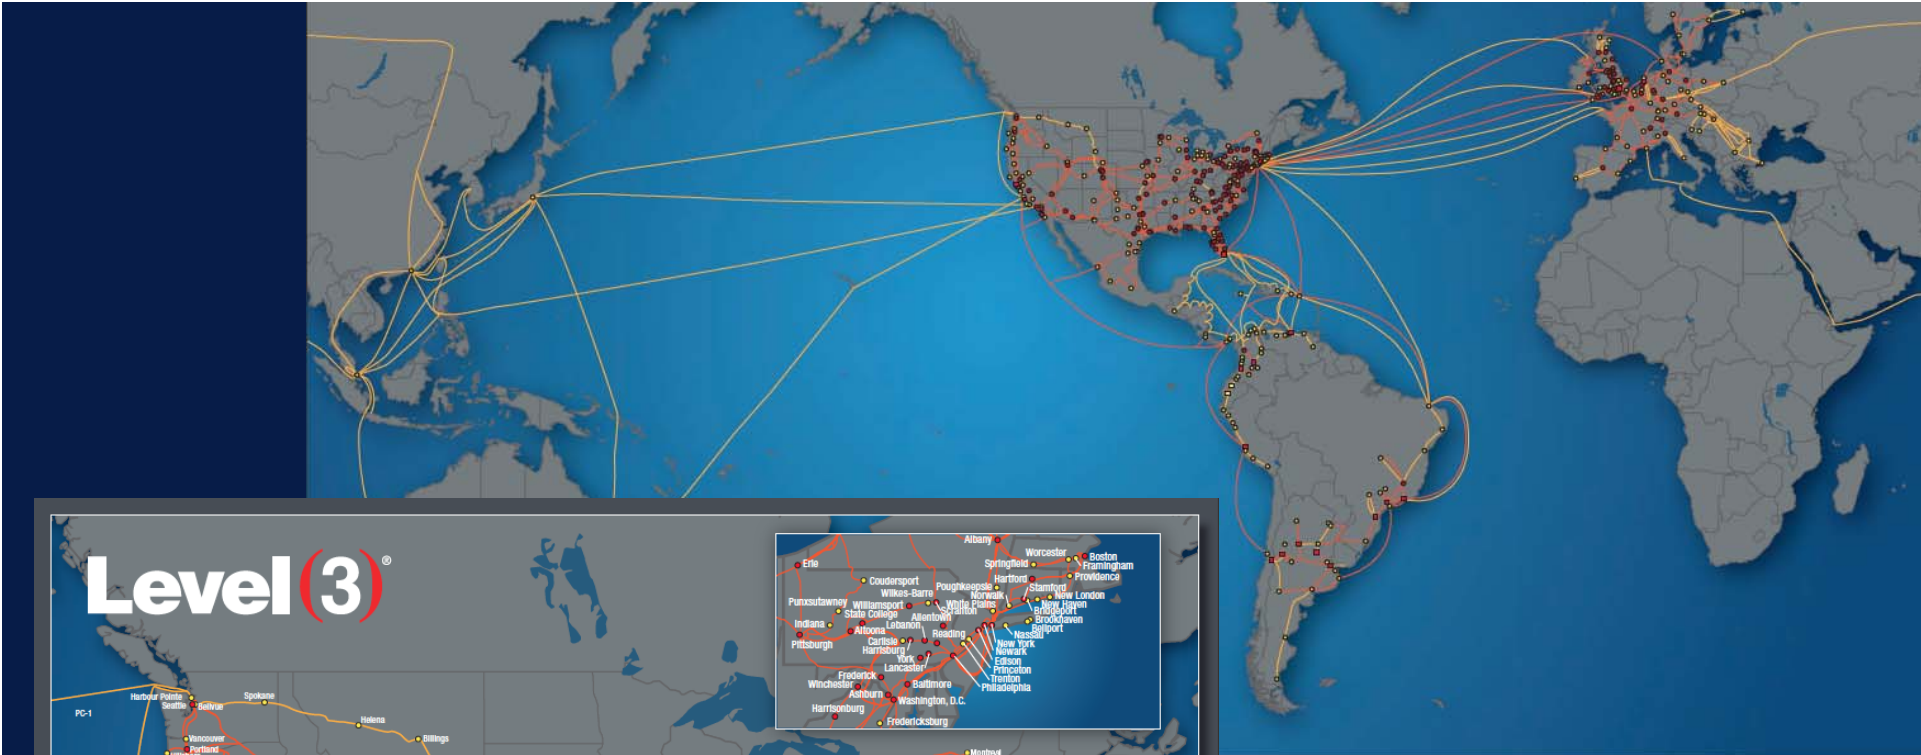 Level(3)®
Albany
Worcester
Boston
Erie
Springfield
Framingham
Coudersport
Hartford
Providence
Poughkeepsie
Stamford
Wilkes-Barre
Norwalk
New London
Punxsutawney
Williamsport
White Plains
New Haven
Scranton
Bridgeport
State College
Allentown
Brookhaven
Indiana
Lebanon
Bellport
Altoona
Reading
Nassau
Pittsburgh
Carlisle
New York
Harrisburg
Newark
York
Edison
Lancaster
Princeton
Frederick
Trenton
Winchester
Baltimore
Philadelphia
Ashburn
Washington, D.C.
Harrisonburg
Fredericksburg
Harbour Pointe
Spokane
Seattle
Bellvue
PC-1
Helena
Vancouver
Billings
Portland
Montreal